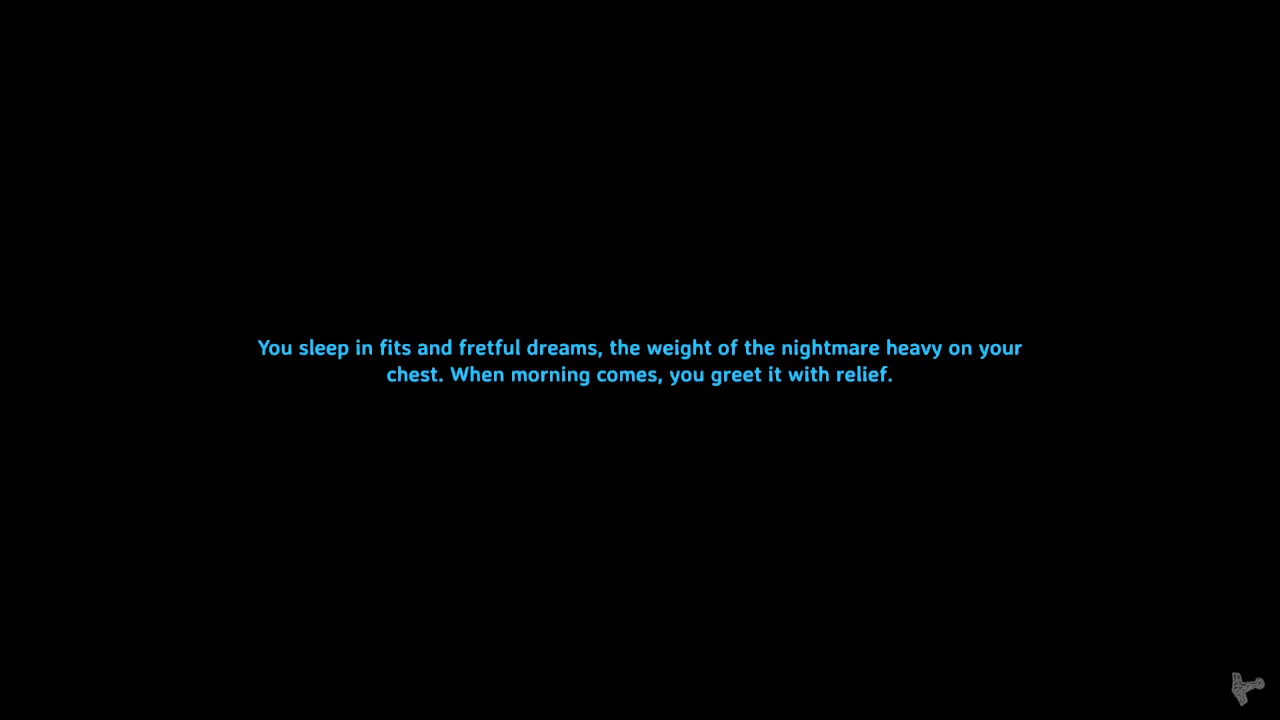 You sleep in fits and fretful dreams, the weight of the nightmare heavy on your
chest. When morning comes, you greet it with relief.